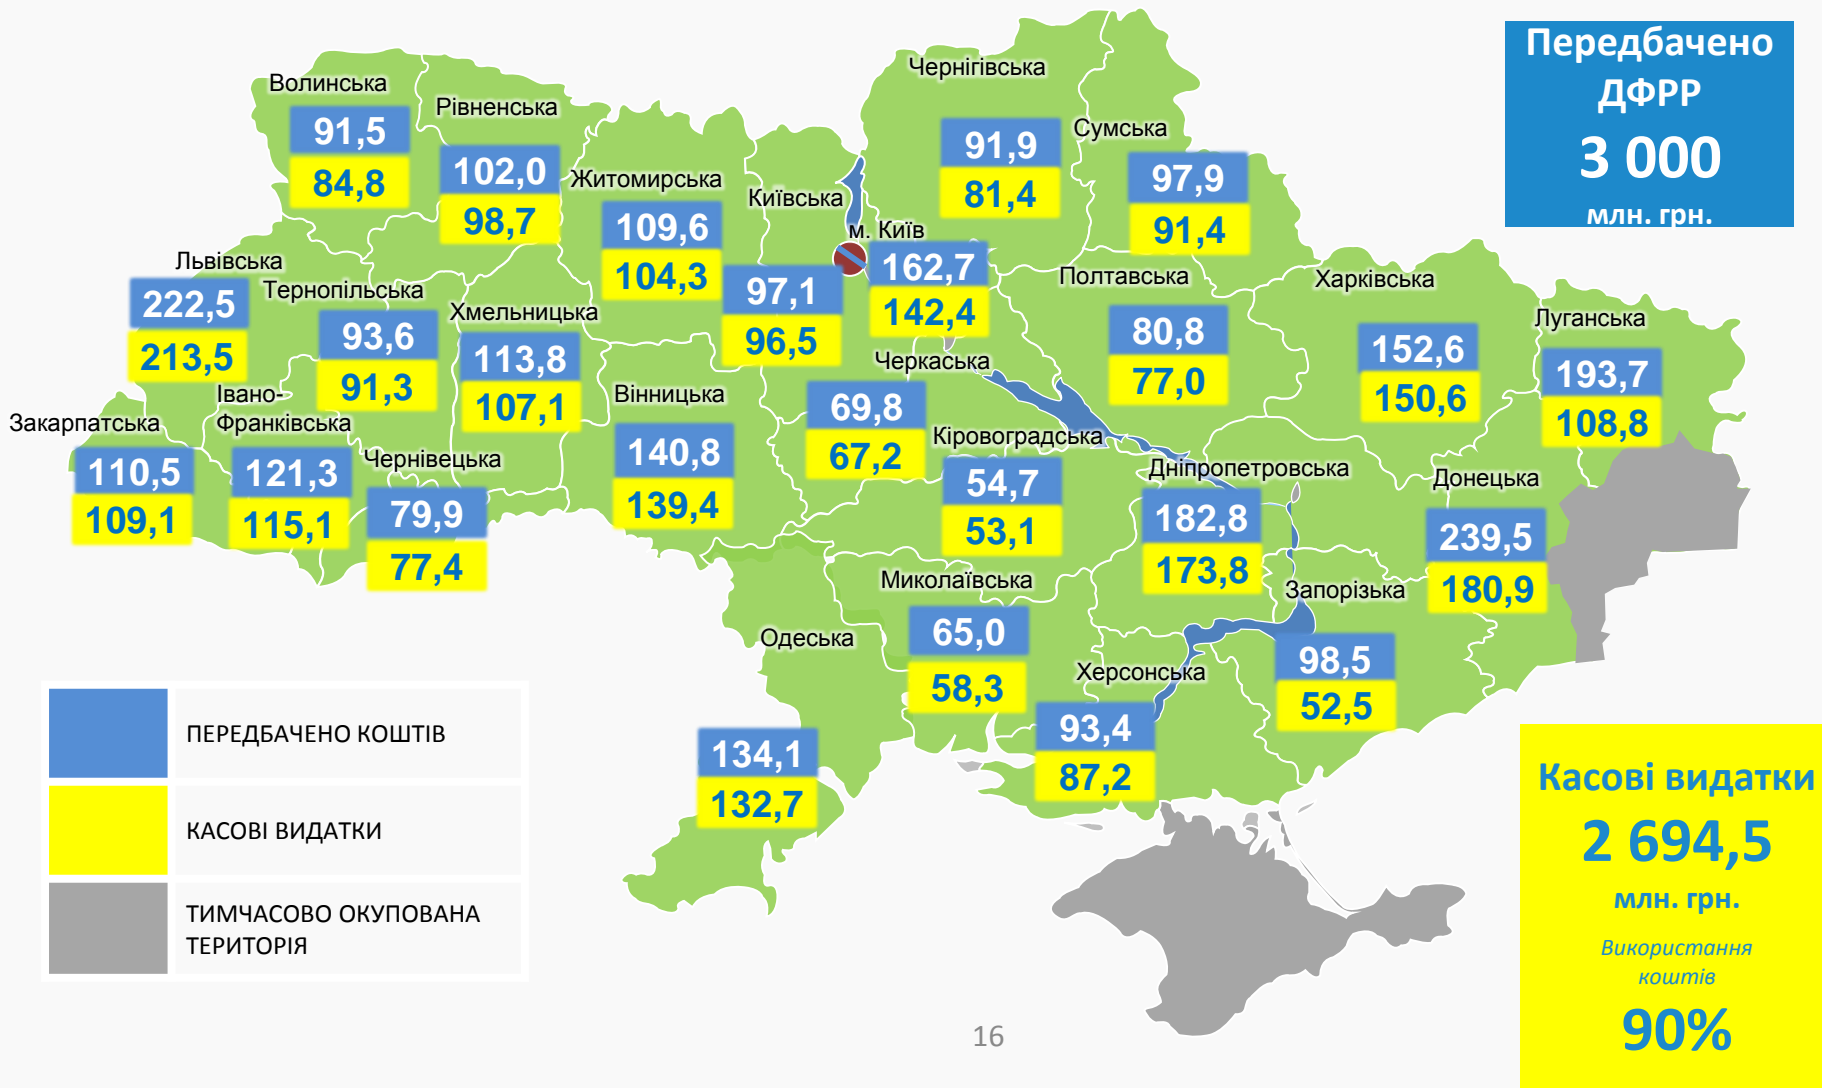 Передбачено
ДФРР
3 000
млн. грн.
Чернігівська
91,9
81,4
Волинська
91,5
84,8
Рівненська
102,0
98,7
Сумська
97,9
91,4
Житомирська
109,6
104,3
Київська
97,1
96,5
м. Київ
162,7
142,4
Львівська
222,5
213,5
Тернопільська
93,6
91,3
Хмельницька
113,8
107,1
Полтавська
80,8
77,0
Харківська
152,6
150,6
Луганська
193,7
108,8
Черкаська
69,8
67,2
Вінницька
140,8
139,4
Івано-
Франківська
121,3
115,1
Закарпатська
110,5
109,1
Чернівецька
79,9
77,4
Кіровоградська
54,7
53,1
Дніпропетровська
182,8
173,8
Донецька
239,5
180,9
Миколаївська
65,0
58,3
Запорізька
98,5
52,5
Одеська
134,1
132,7
Херсонська
93,4
87,2
ПЕРЕДБАЧЕНО КОШТІВ
КАСОВІ ВИДАТКИ
ТИМЧАСОВО ОКУПОВАНА
ТЕРИТОРІЯ
Касові видатки
2 694,5
млн. грн.
Використання
коштів
90%
16